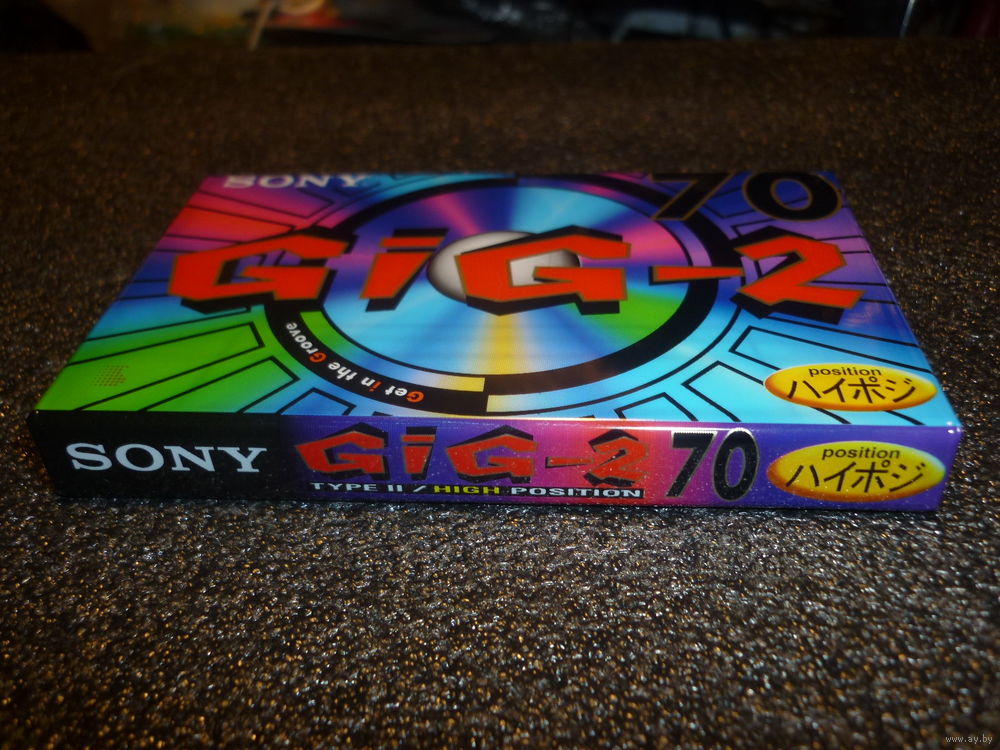 SONY
70
GiG-2
Get in the Groove
position
ハイポジ
SONY
GiG-2
70
TYPE II / HIGH POSITION
position
ハイポジ
www.ay.by